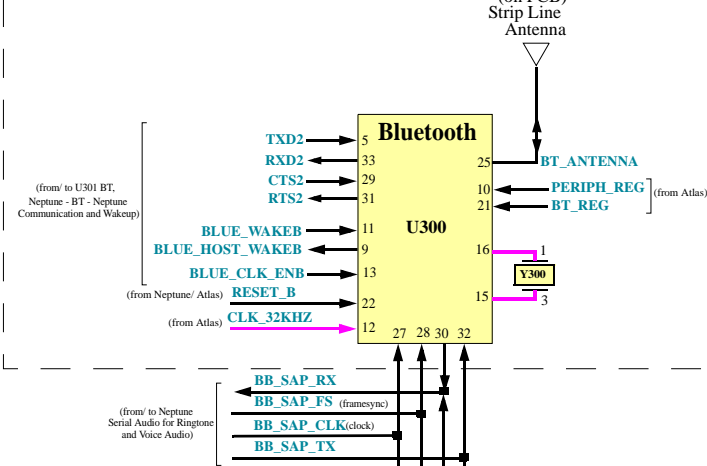 (on PCB)
Strip Line
Antenna
Bluetooth
U300
TXD2 5
RXD2 33
CTS2 29
RTS2 31
(from/ to U301 BT,
Neptune - BT - Neptune
Communication and Wakeup)
BLUE_WAKEB 11
BLUE_HOST_WAKEB 9
BLUE_CLK_ENB 13
(from Neptune/ Atlas) RESET_B 22
(from Atlas) CLK_32KHZ 12
25 BT_ANTENNA
10 PERIPH_REG
21 BT_REG
(from Atlas)
16 1
Y300
15 3
27 28 30 32
BB_SAP_RX
BB_SAP_FS (framesync)
BB_SAP_CLK(clock)
BB_SAP_TX
(from/ to Neptune
Serial Audio for Ringtone
and Voice Audio)